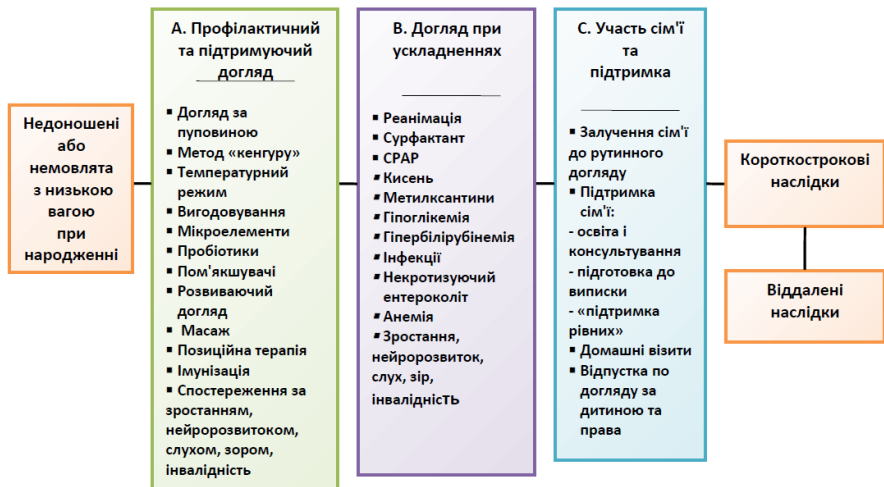 Недоношені
або
немовлята
з низькою
вагою
при
народженні
А. Профілактичний
та підтримуючий
догляд
▪ Догляд за
пуповиною
▪ Метод «кенгуру»
▪ Температурний
режим
▪ Вигодовування
▪ Мікроелементи
▪ Пробіотики
▪ Пом'якшувачі
▪ Розвиваючий
догляд
▪ Масаж
▪ Позиційна терапія
▪ Імунізація
▪ Спостереження за
зростанням,
нейророзвитоком,
слухом, зором,
інвалідність
В. Догляд при
ускладненнях
▪ Реанімація
▪ Сурфактант
▪ СРАР
▪ Кисень
▪ Метилксантини
▪ Гіпоглікемія
▪ Гіпербілірубінемія
▪ Інфекції
▪ Некротизуючий
ентероколіт
▪ Анемія
▪ Зростання,
нейророзвиток,
слух, зір,
інвалідність
С. Участь сім'ї
та
підтримка
▪ Залучення сім'ї
до рутинного
догляду
▪ Підтримка
сім'ї:
- освіта і
консультування
- підготовка до
виписки
- «підтримка
рівних»
▪ Домашні візити
▪ Відпустка по
догляду за
дитиною та
права
Короткострокові
наслідки
Віддалені
наслідки